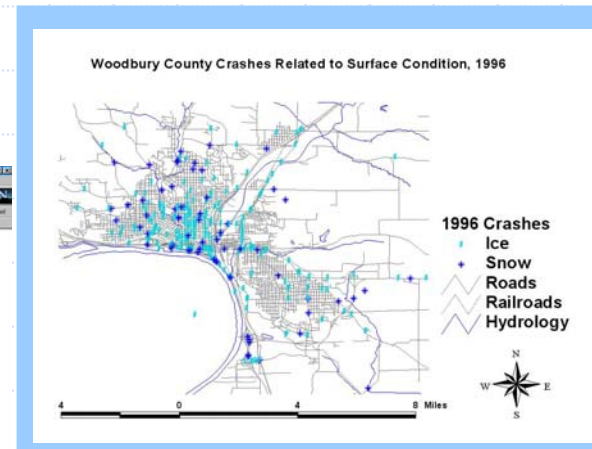 Woodbury County Crashes Related to Surface Condition, 1996
1996 Crashes
Ice
Snow
Roads
Railroads
Hydrology
N
W E
S
4 0 4 8 Miles